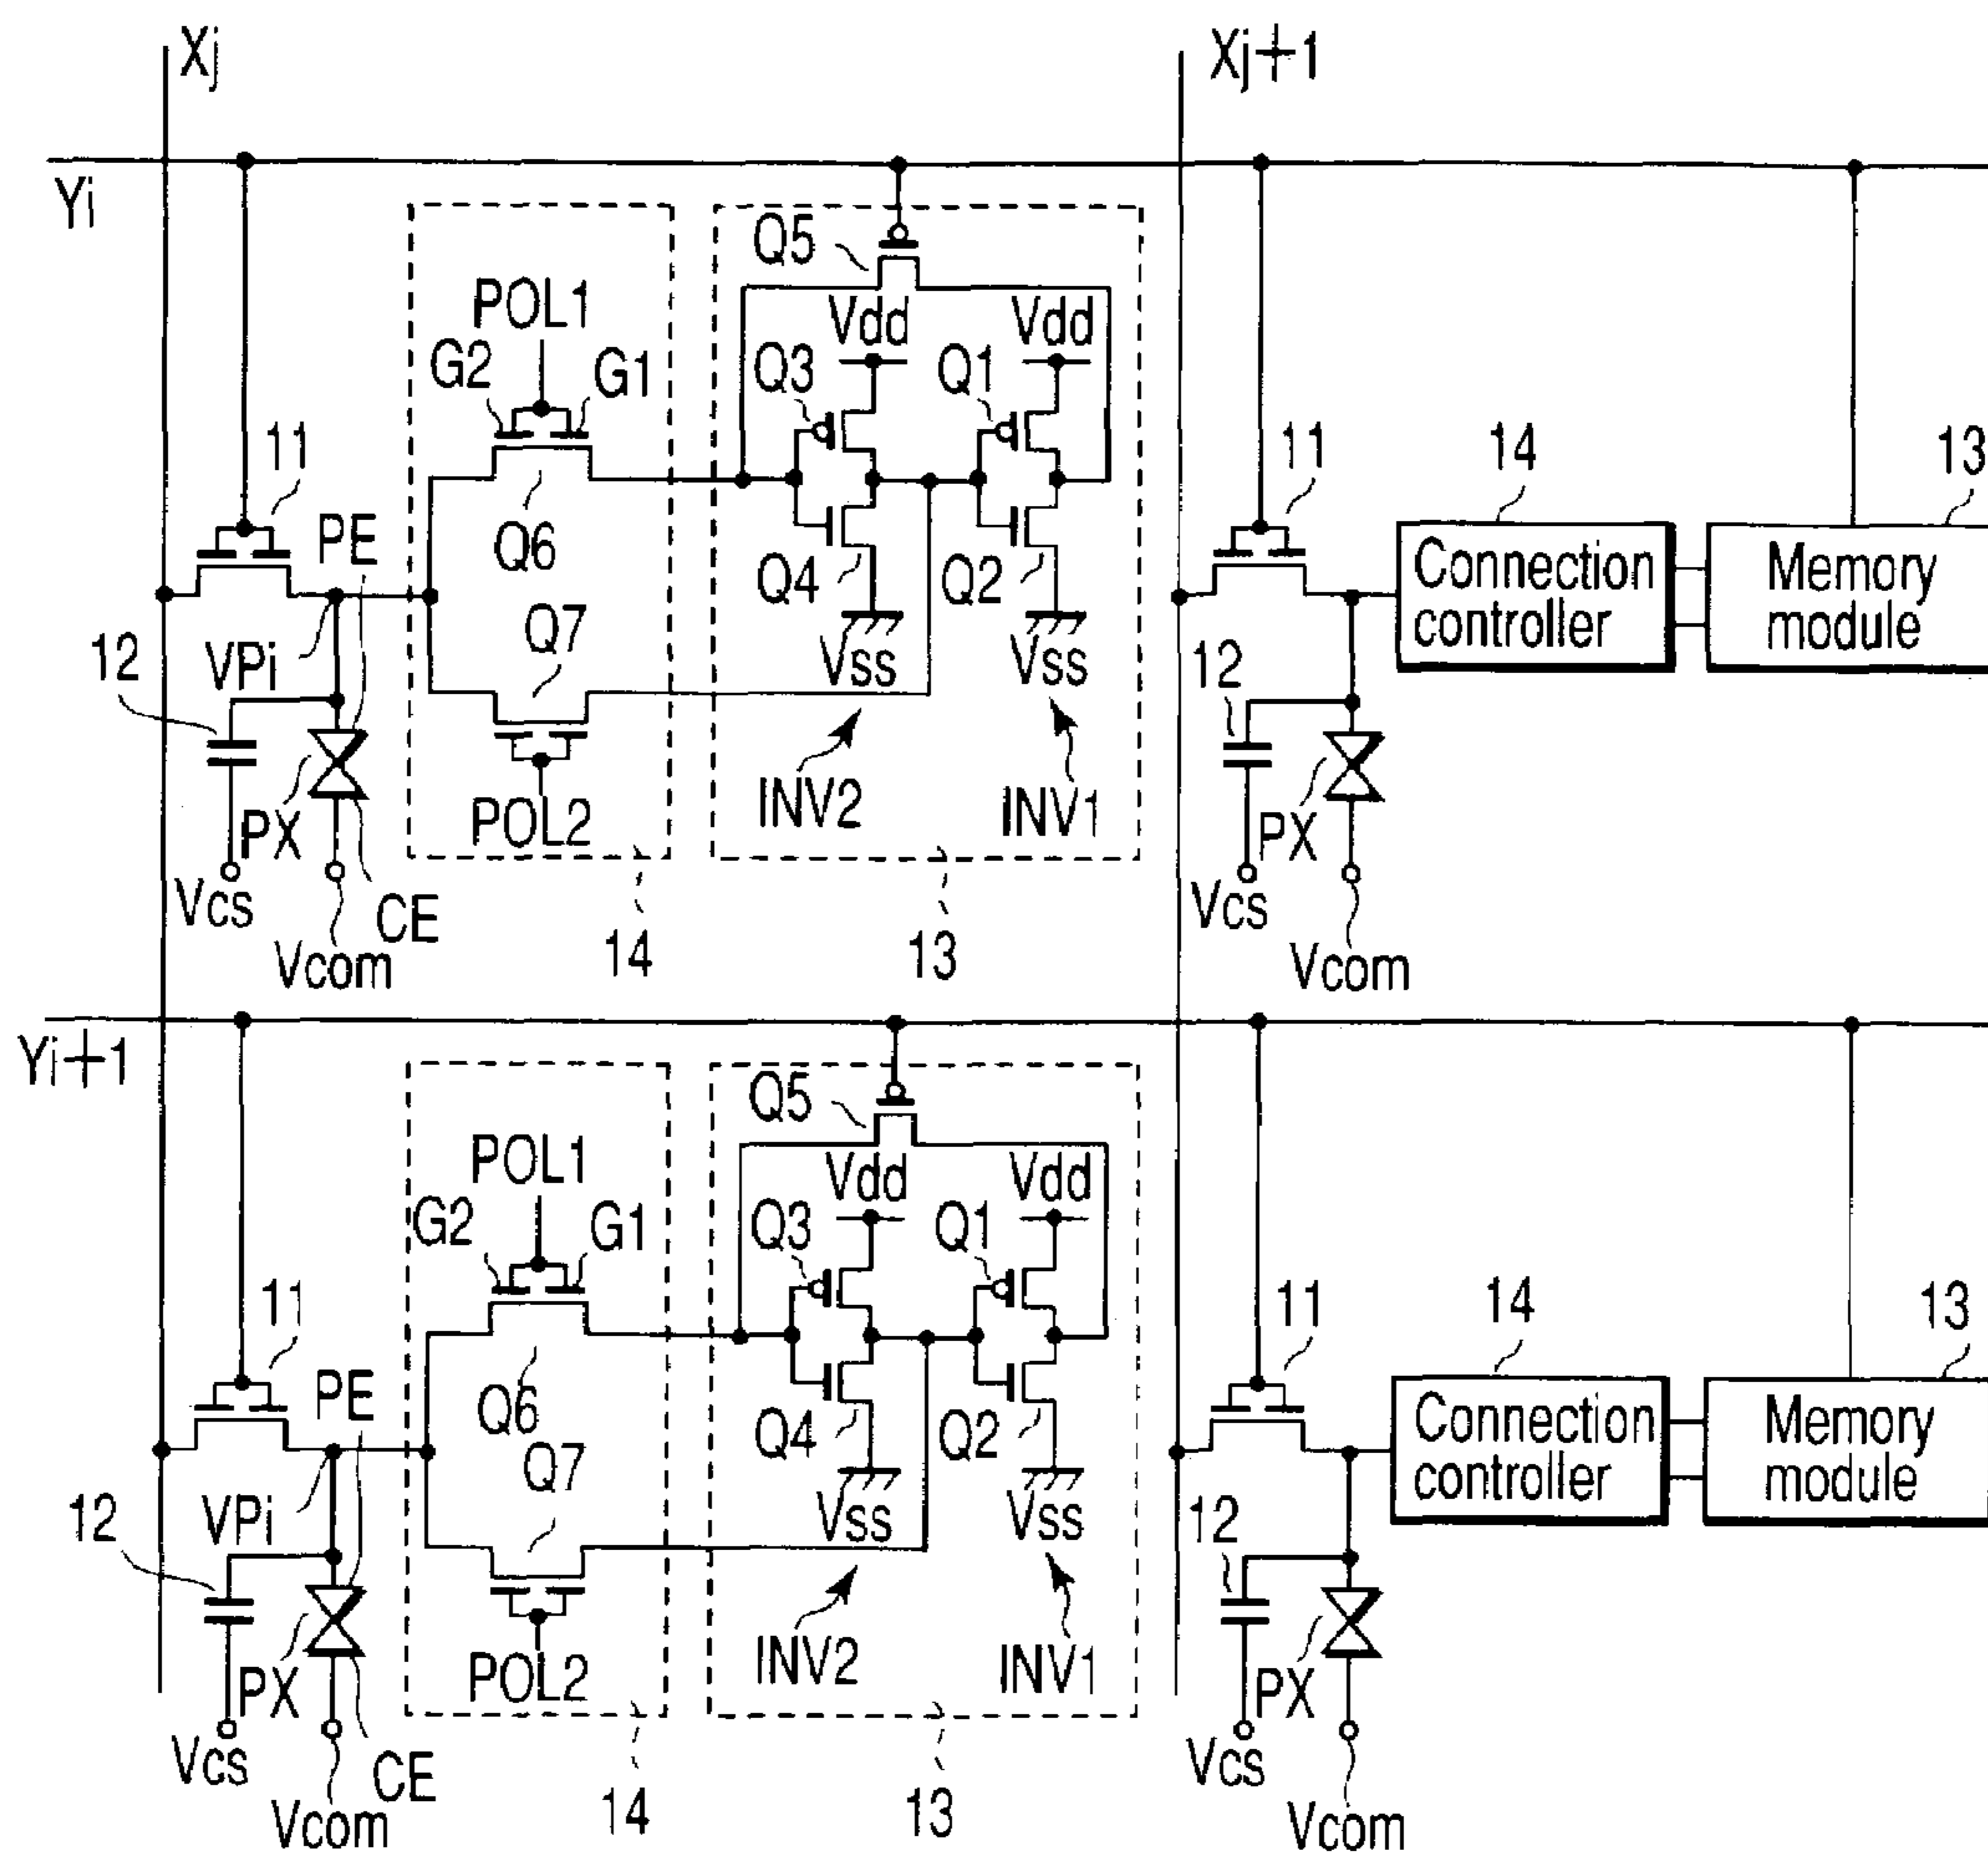 Xj
Xj+1
Yi
Q5
POL1
Vdd
Vdd
G2
G1
Q3
Q1
11
11
14
13
PE
Q6
Q4
Q2
Connection
controller
Memory
module
Q7
12
VPi
Vss
Vss
12
PX
POL2
INV2
INV1
PX
Vcs
CE
Vcs
Vcom
14
13
Vcom
Yi+1
Q5
POL1
Vdd
Vdd
G2
G1
Q3
Q1
11
11
14
13
PE
Q6
Q4
Q2
Connection
controller
Memory
module
Q7
12
VPi
Vss
Vss
12
PX
POL2
INV2
INV1
PX
Vcs
CE
Vcs
Vcom
14
13
Vcom